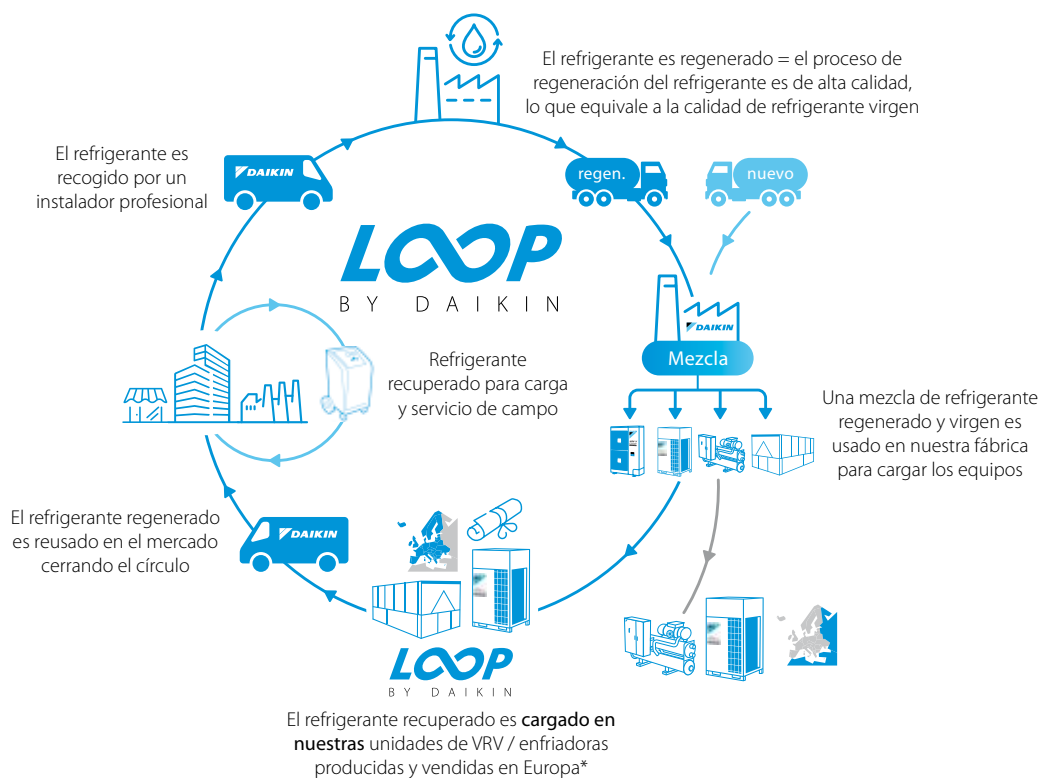 El refrigerante es regenerado = el proceso de
regeneración del refrigerante es de alta calidad,
lo que equivale a la calidad de refrigerante virgen
El refrigerante es
recogido por un
instalador profesional
DAIKIN
regen.
nuevo
LOOP
BY DAIKIN
DAIKIN
Mezcla
Refrigerante
recuperado para carga
y servicio de campo
Una mezcla de refrigerante
regenerado y virgen es
usado en nuestra fábrica
para cargar los equipos
El refrigerante regenerado
es reusado en el mercado
cerrando el círculo
DAIKIN
LOOP
BY DAIKIN
El refrigerante recuperado es cargado en
nuestras unidades de VRV / enfriadoras
producidas y vendidas en Europa*